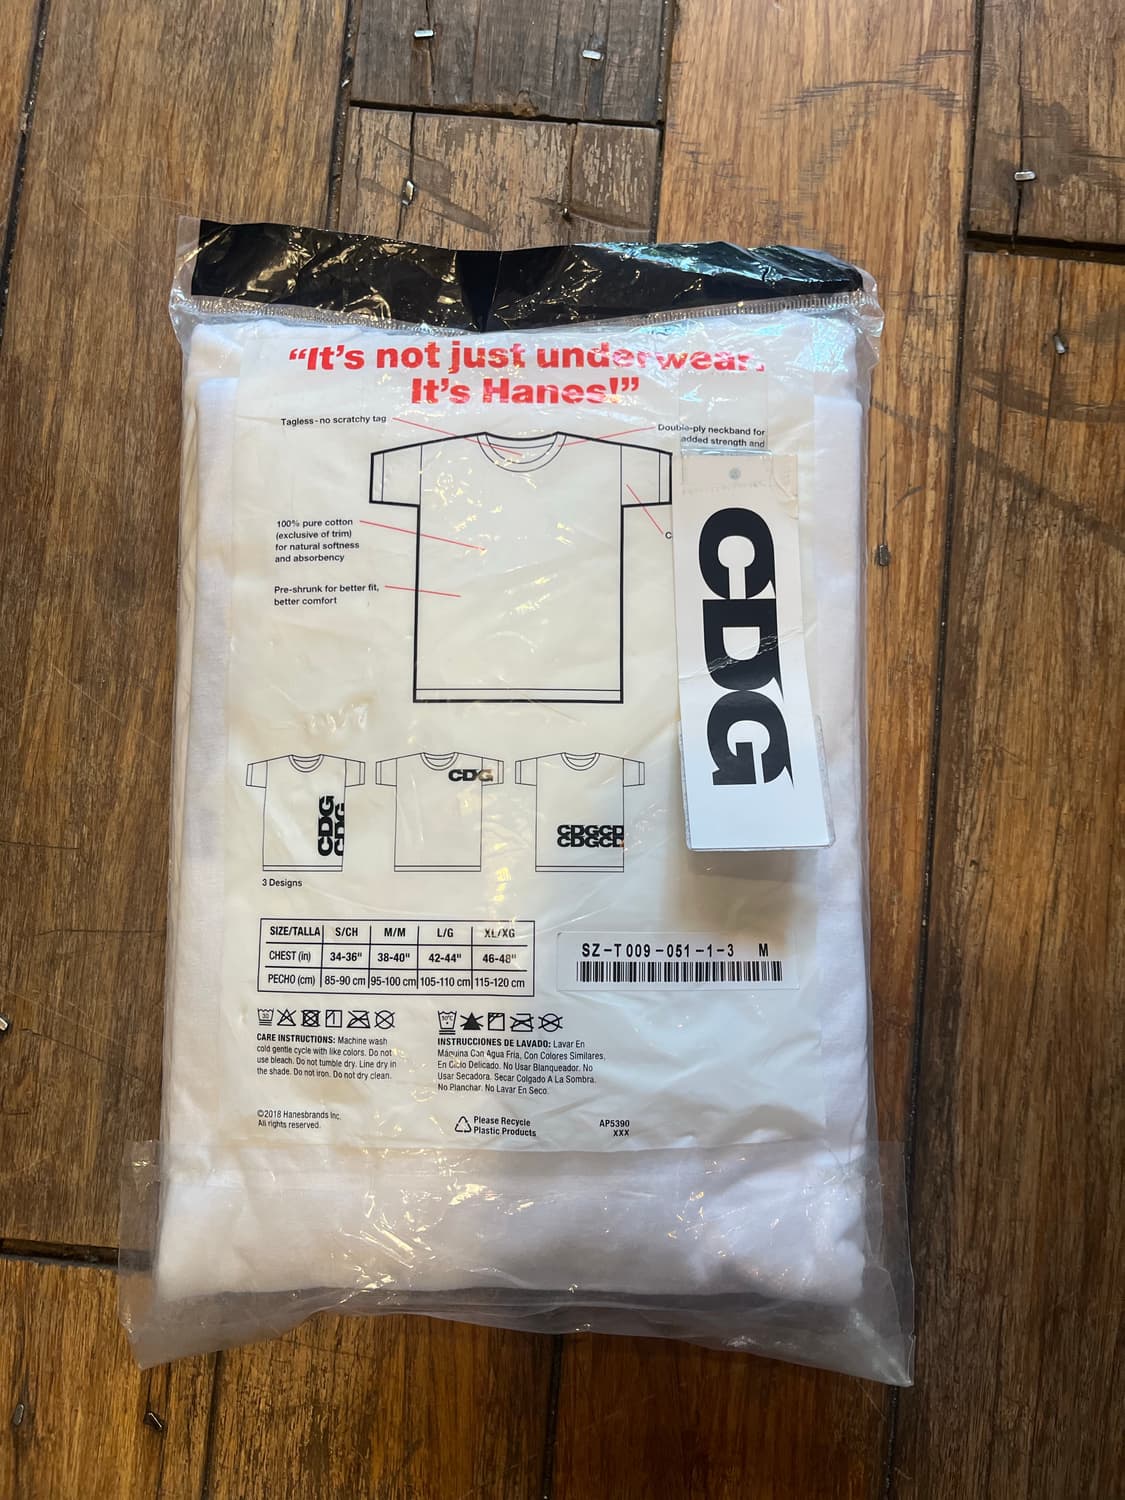 “It’s not just underwear.
It’s Hanes!”
Tagless - no scratchy tag
Double-ply neckband for
added strength and
100% pure cotton
(exclusive of trim)
for natural softness
and absorbency
Pre-shrunk for better fit,
better comfort
CDG
CDG
CDG
CDG
CDGCD
CDGCD
3 Designs
SIZE/TALLA S/CH M/M L/G XL/XG
CHEST (in) 34-36" 38-40" 42-44" 46-48"
PECHO (cm) 85-90 cm 95-100 cm 105-110 cm 115-120 cm
SZ-T009-051-1-3 M
CARE INSTRUCTIONS: Machine wash
cold gentle cycle with like colors. Do not
use bleach. Do not tumble dry. Line dry in
the shade. Do not iron. Do not dry clean.
INSTRUCCIONES DE LAVADO: Lavar En
Máquina Con Agua Fría, Con Colores Similares,
En Ciclo Delicado. No Usar Blanqueador. No
Usar Secadora. Secar Colgado A La Sombra.
No Planchar. No Lavar En Seco.
©2018 Hanesbrands Inc.
All rights reserved.
Please Recycle
Plastic Products
AP5390
XXX